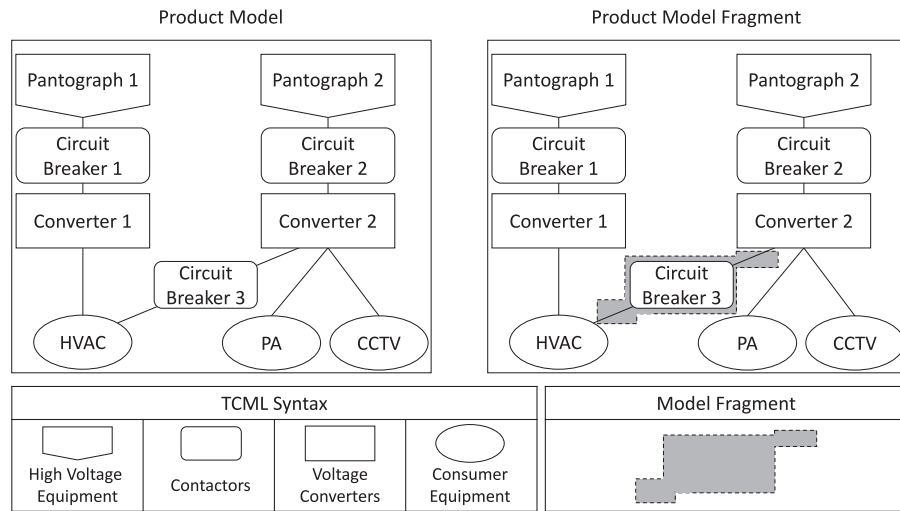 Product Model
Product Model Fragment
Pantograph 1
Pantograph 2
Circuit
Breaker 1
Circuit
Breaker 2
Converter 1
Converter 2
Circuit
Breaker 3
HVAC
PA
CCTV
Pantograph 1
Pantograph 2
Circuit
Breaker 1
Circuit
Breaker 2
Converter 1
Converter 2
Circuit
Breaker 3
HVAC
PA
CCTV
TCML Syntax
High Voltage
Equipment
Contactors
Voltage
Converters
Consumer
Equipment
Model Fragment